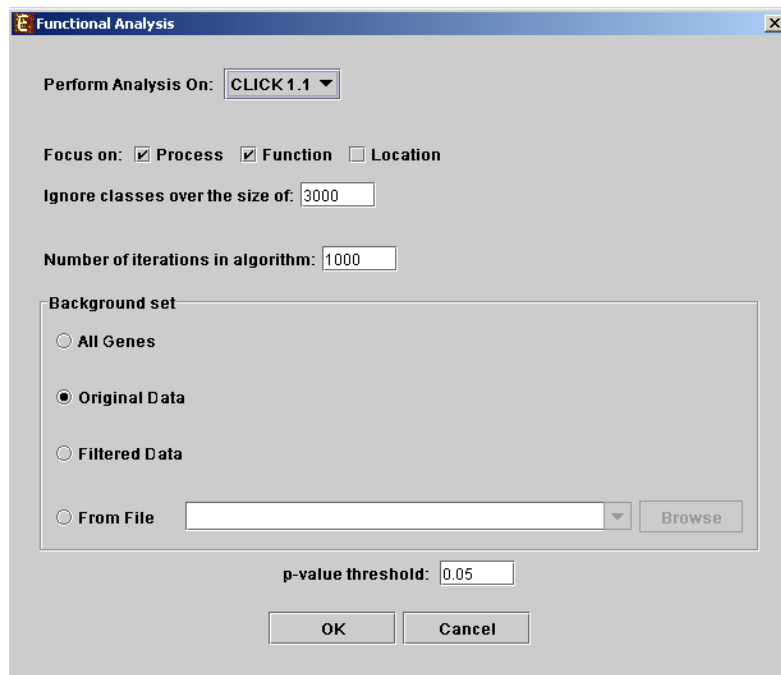 Functional Analysis
Perform Analysis On: CLICK 1.1
Focus on: Process Function Location
Ignore classes over the size of: 3000
Number of iterations in algorithm: 1000
Background set
All Genes
Original Data
Filtered Data
From File Browse
p-value threshold: 0.05
OK Cancel